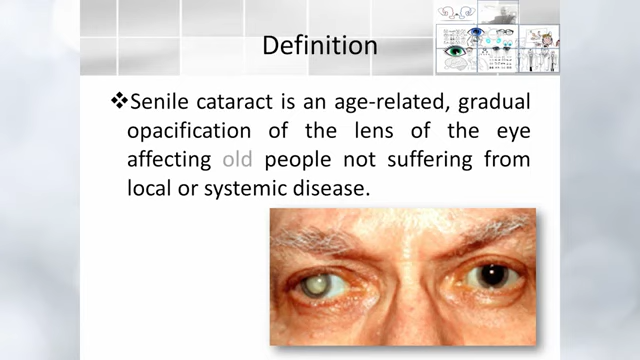 Definition
❖Senile cataract is an age-related, gradual
opacification of the lens of the eye
affecting old people not suffering from
local or systemic disease.